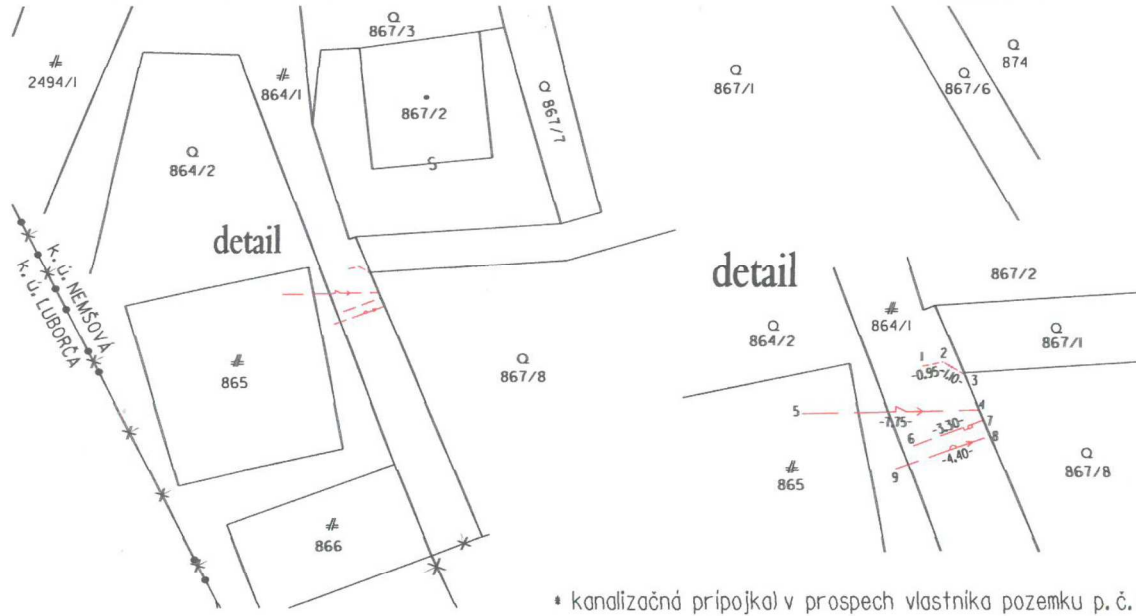 Q
867/3
2494/1
864/1
Q
867/2
Q 867/7
Q
864/2
S
detail
k. ú. NEMŠOVÁ
k. ú. ĽUBORČA
865
Q
867/8
866
Q
867/1
Q
867/6
Q
874
detail
867/2
864/1
Q
864/2
Q
867/1
1
2
3
-0.95-
-1.10-
5
-7.75-
4
7
6
-3.30-
8
-4.40-
9
865
Q
867/8
* kanalizačná prípojka) v prospech vlastníka pozemku p. č.